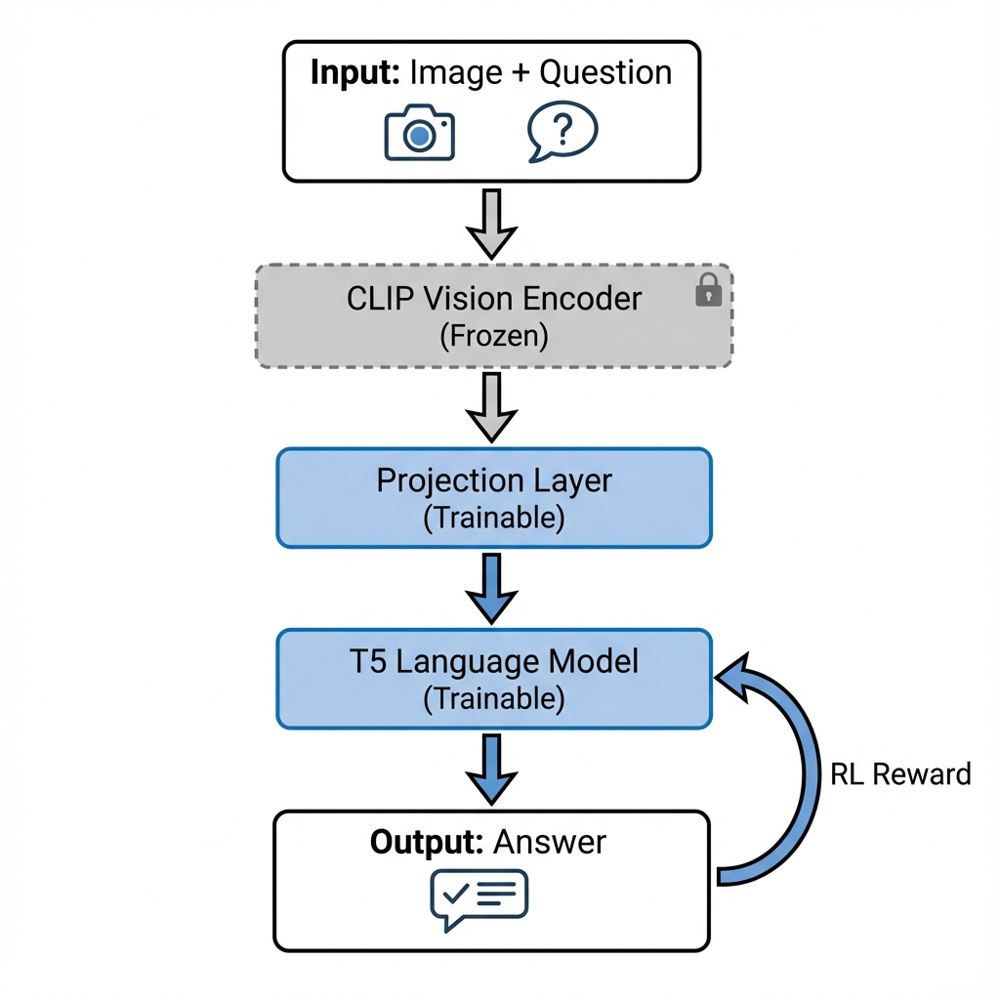 Input: Image + Question
?
CLIP Vision Encoder
(Frozen)
Projection Layer
(Trainable)
T5 Language Model
(Trainable)
RL Reward
Output: Answer